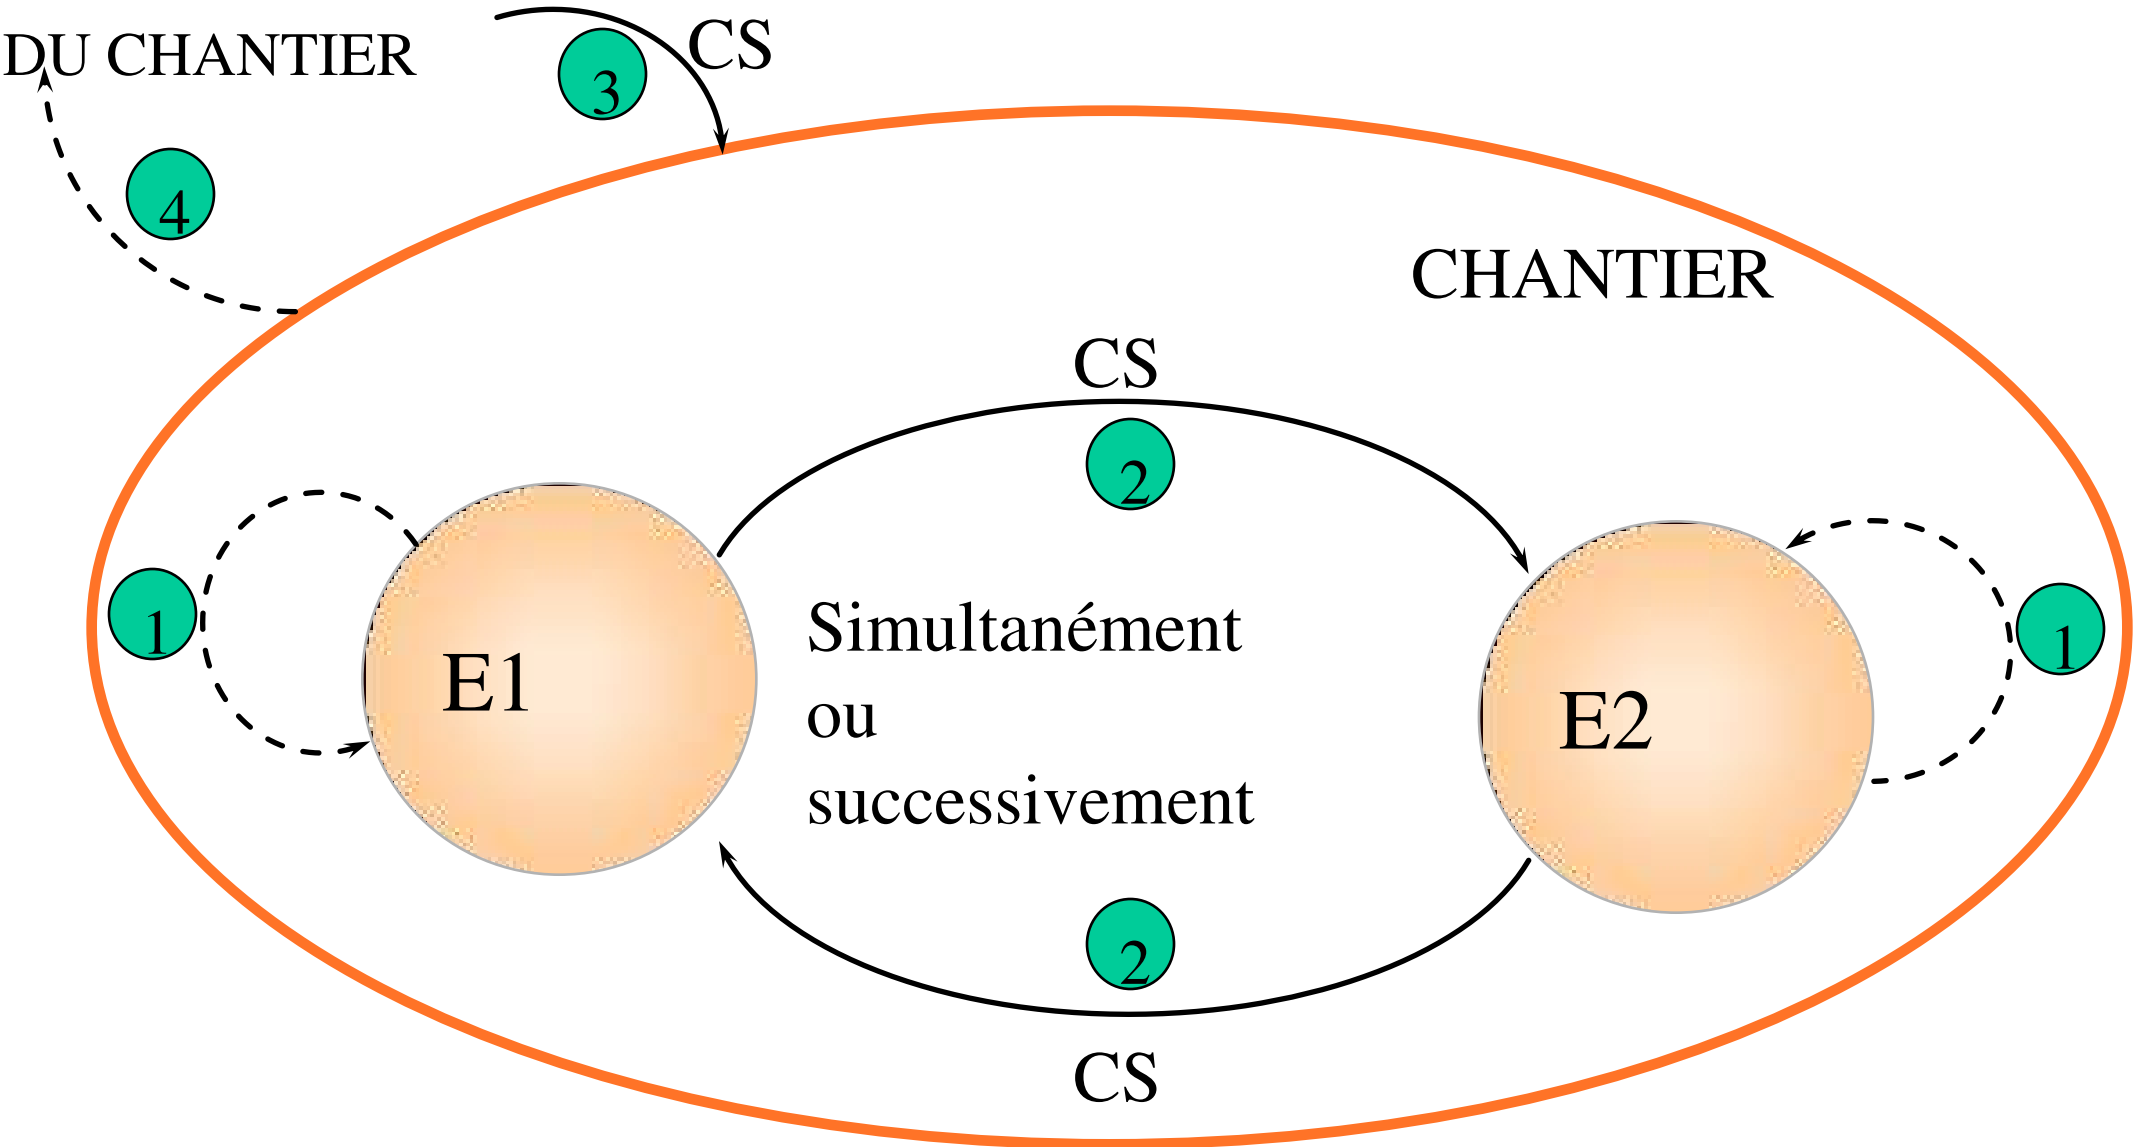 DU CHANTIER
CS
3
4
CHANTIER
CS
2
1
E1
Simultanément
ou
successivement
E2
1
2
CS